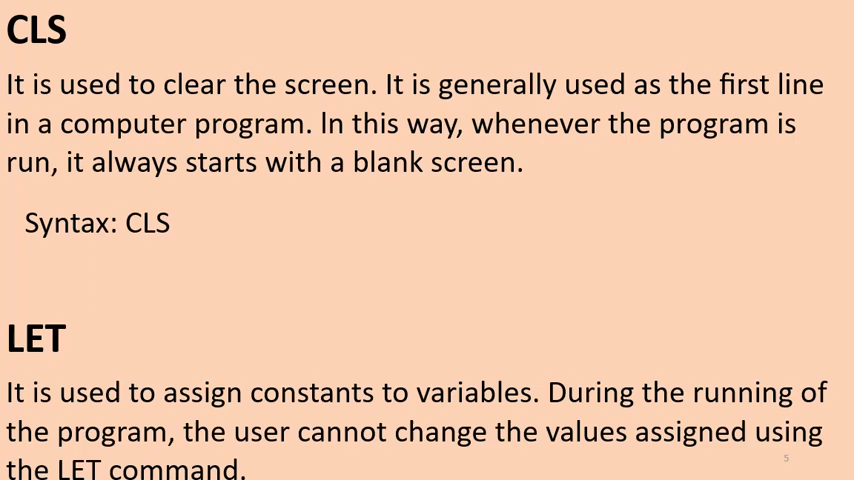 CLS
It is used to clear the screen. It is generally used as the first line
in a computer program. In this way, whenever the program is
run, it always starts with a blank screen.
Syntax: CLS
LET
It is used to assign constants to variables. During the running of
the program, the user cannot change the values assigned using
the LET command.
5